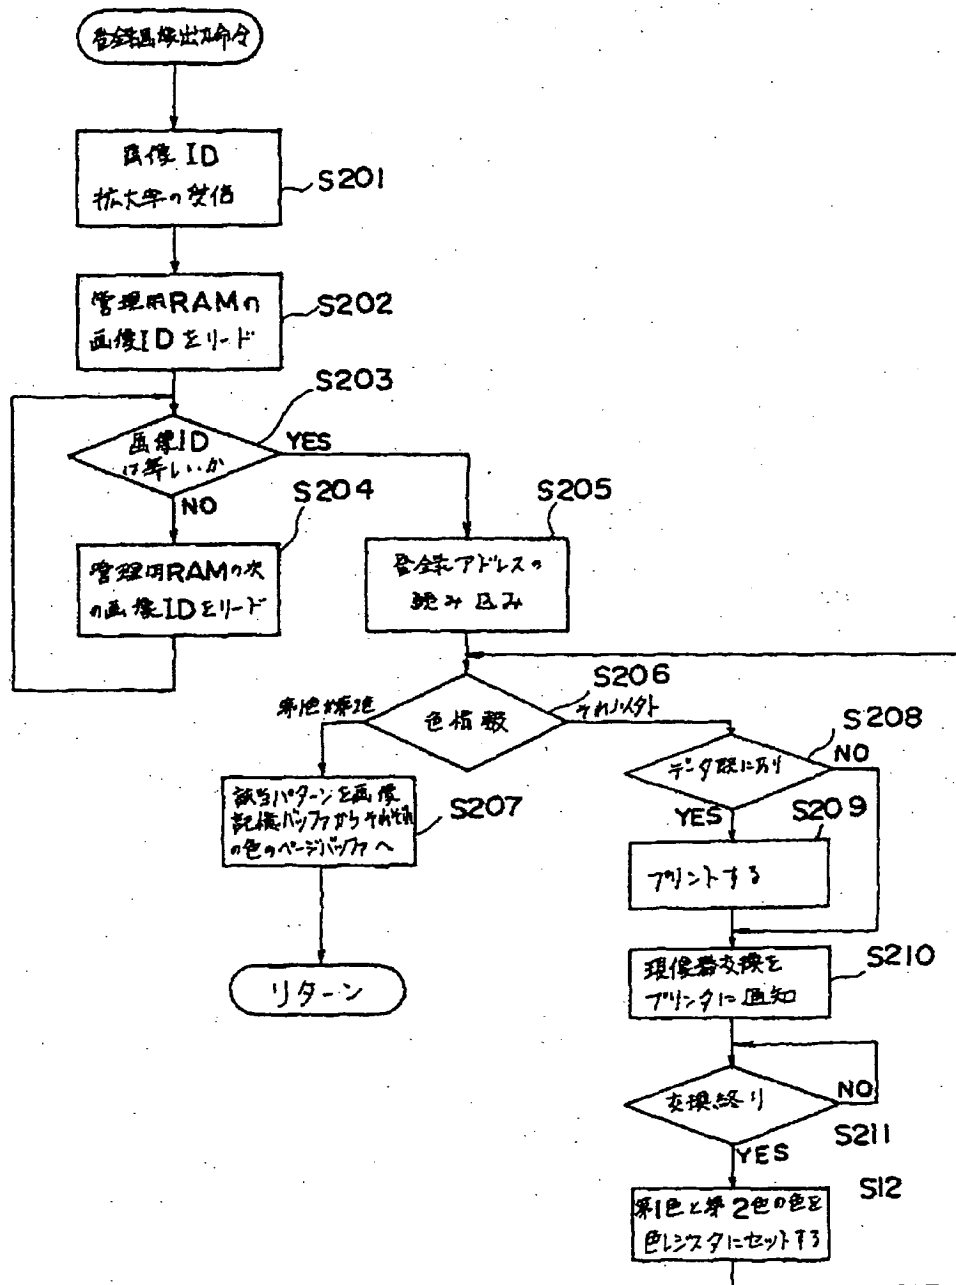 登録画像出力命令
画像ID
拡大率の受信
S201
管理用RAMの
画像IDをリード
S202
S203
画像ID
は等しいか
YES
NO
S204
管理用RAMの次
の画像IDをリード
S205
登録アドレスの
読み込み
S206
色情報
第1色か第2色
それ以外
S207
該当パターンを画像
記憶バッファからそれぞれ
の色のページバッファへ
リターン
S208
データ既にあり
NO
YES
S209
プリントする
S210
現像器交換を
プリンタに通知
交換終り
NO
S211
YES
S12
第1色と第2色の色を
色レジスタにセットする